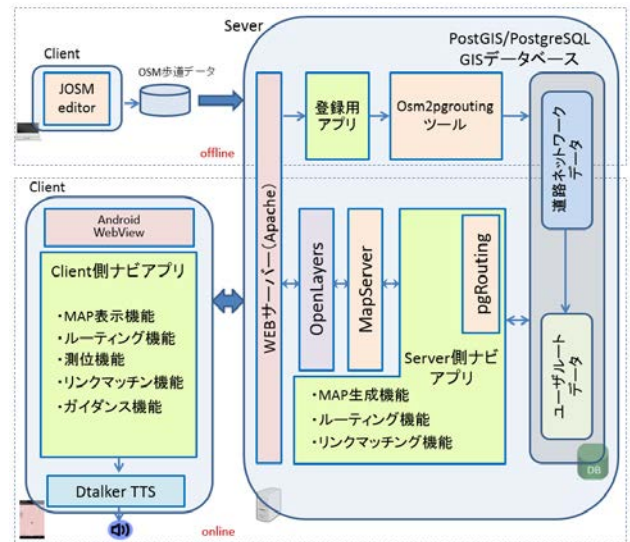 Sever
PostGIS/PostgreSQL
GISデータベース
Client
JOSM
editor
OSM歩道データ
登録用
アプリ
Osm2pgrouting
ツール
道路ネットワーク
データ
offline
Client
Android
WebView
Client側ナビアプリ
・MAP表示機能
・ルーティング機能
・測位機能
・リンクマッチン機能
・ガイダンス機能
Dtalker TTS
WEBサーバー(Apache)
OpenLayers
MapServer
pgRouting
Server側ナビ
アプリ
・MAP生成機能
・ルーティング機能
・リンクマッチング機能
ユーザルート
データ
DB
online